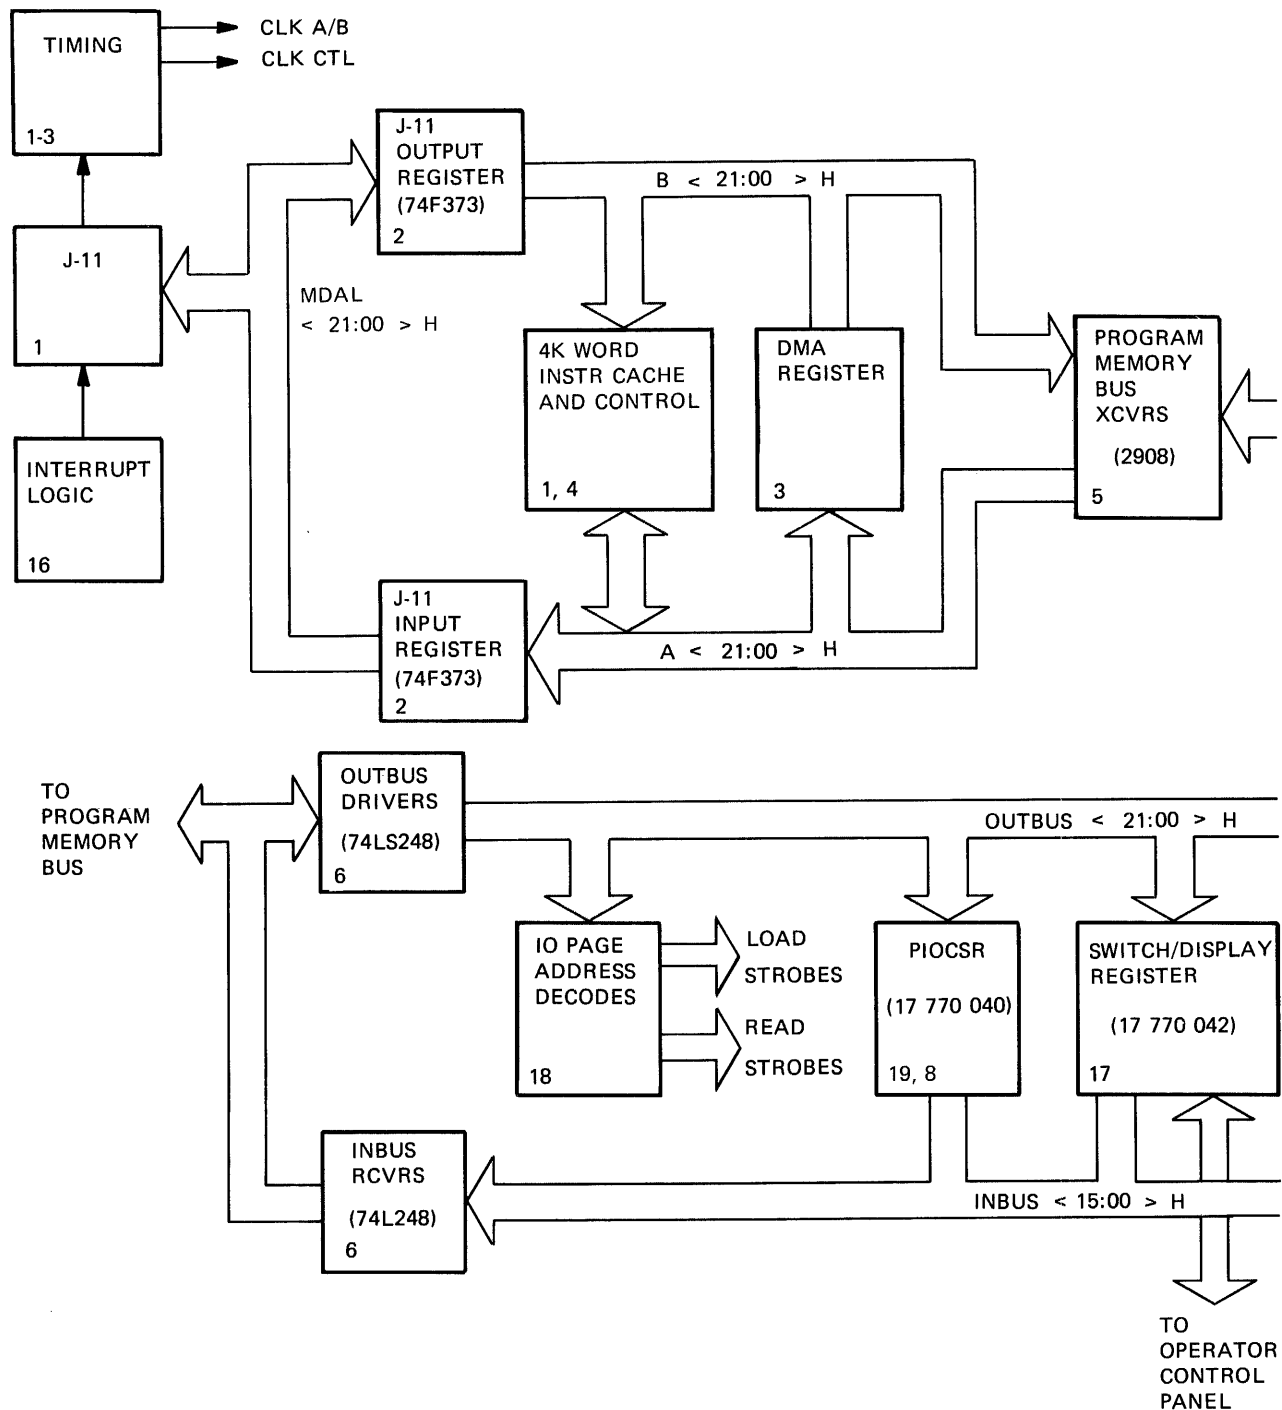 TIMING
1-3
CLK A/B
CLK CTL
J-11
OUTPUT
REGISTER
(74F373)
2
B < 21:00 > H
J-11
1
MDAL
< 21:00 > H
4K WORD
INSTR CACHE
AND CONTROL
1, 4
DMA
REGISTER
3
PROGRAM
MEMORY
BUS
XCVRS
(2908)
5
INTERRUPT
LOGIC
16
J-11
INPUT
REGISTER
(74F373)
2
A < 21:00 > H
TO
PROGRAM
MEMORY
BUS
OUTBUS
DRIVERS
(74LS248)
6
OUTBUS < 21:00 > H
IO PAGE
ADDRESS
DECODES
18
LOAD
STROBES
READ
STROBES
PIOCSR
(17 770 040)
19, 8
SWITCH/DISPLAY
REGISTER
(17 770 042)
17
INBUS
RCVRS
(74L248)
6
INBUS < 15:00 > H
TO
OPERATOR
CONTROL
PANEL